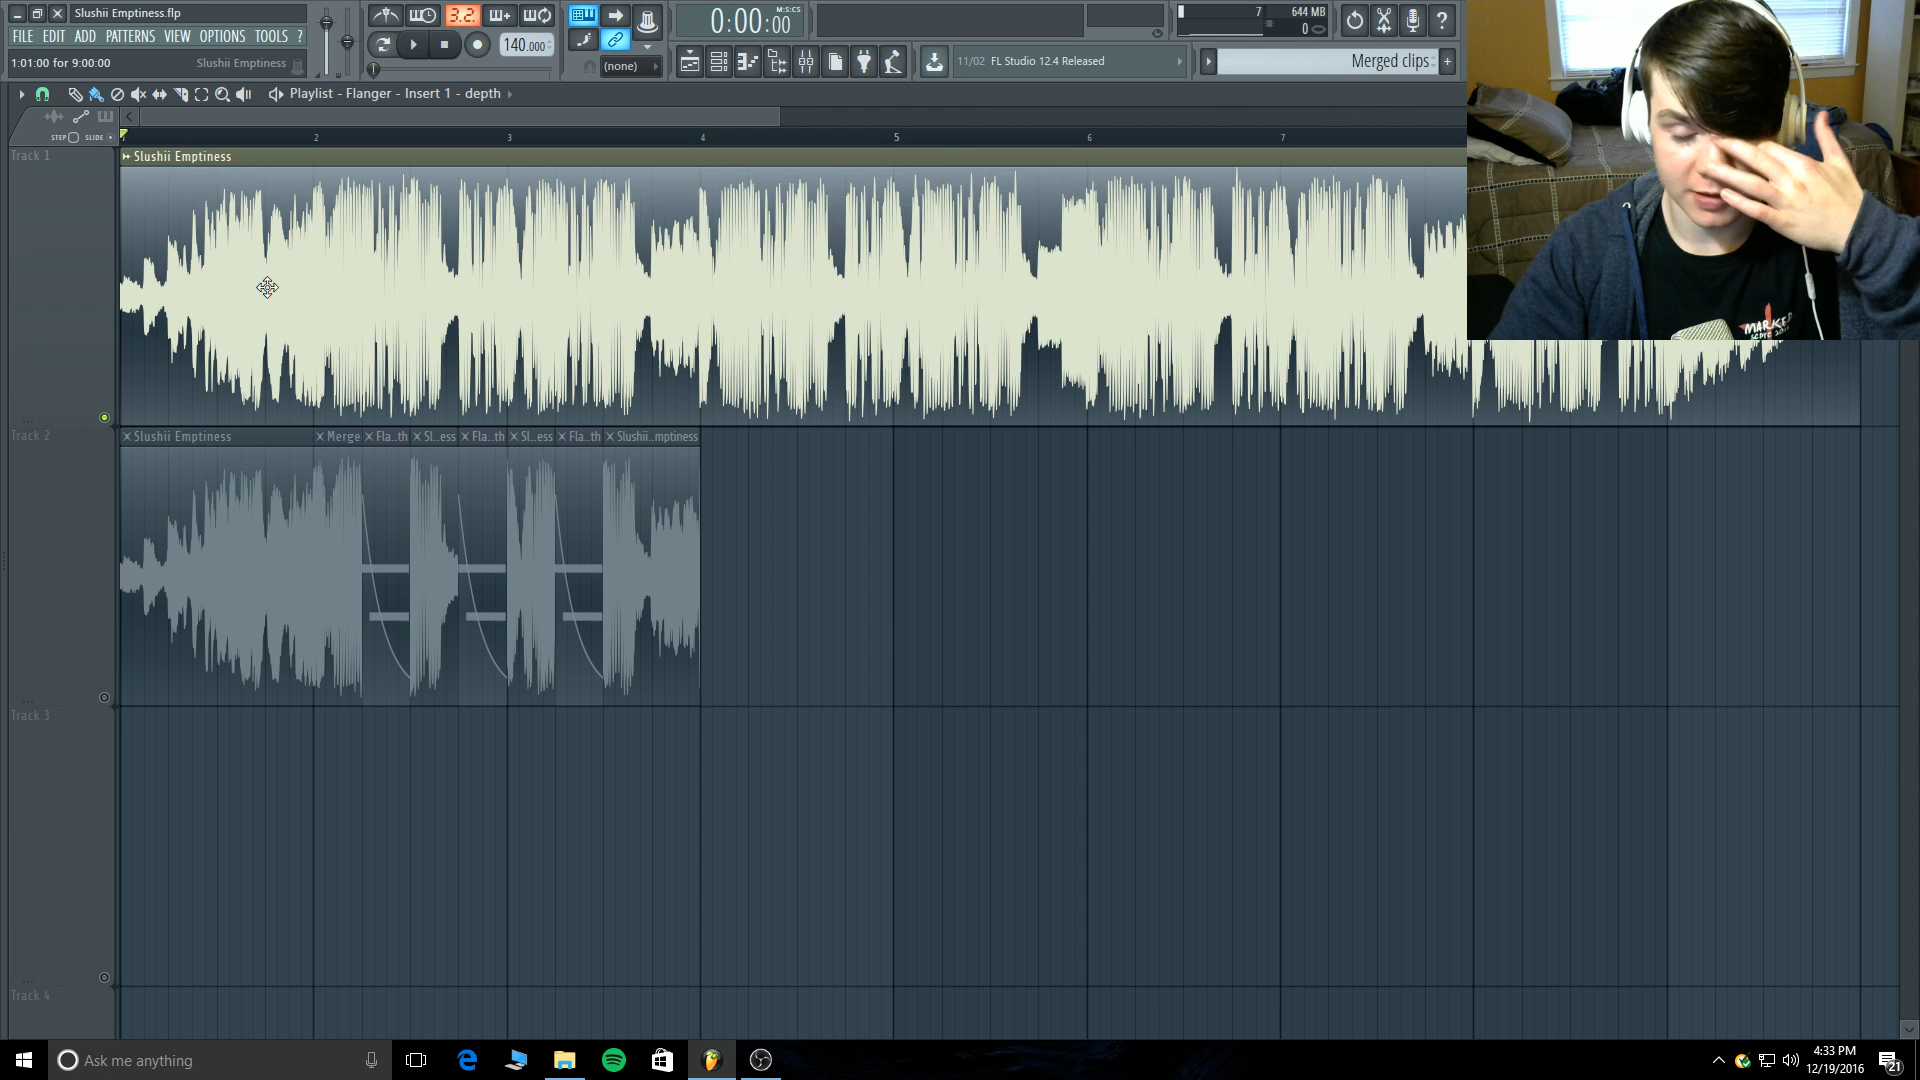 Slushii Emptiness.flp
FILE EDIT ADD PATTERNS VIEW OPTIONS TOOLS ?
1:01:00 for 9:00:00 Slushii Emptiness
3.2.
140.000
(none)
0:00:00 M:S:CS
7 644 MB
0
11/02 FL Studio 12.4 Released
Merged clips
Playlist - Flanger - Insert 1 - depth
STEP SLIDE
2 3 4 5 6 7
Track 1
Slushii Emptiness
Track 2
Slushii Emptiness Merge Fla..th Sl..ess Fla..th Sl..ess Fla..th Slushii..mptiness
Track 3
Track 4
MARKED
Ask me anything
4:33 PM
12/19/2016
21